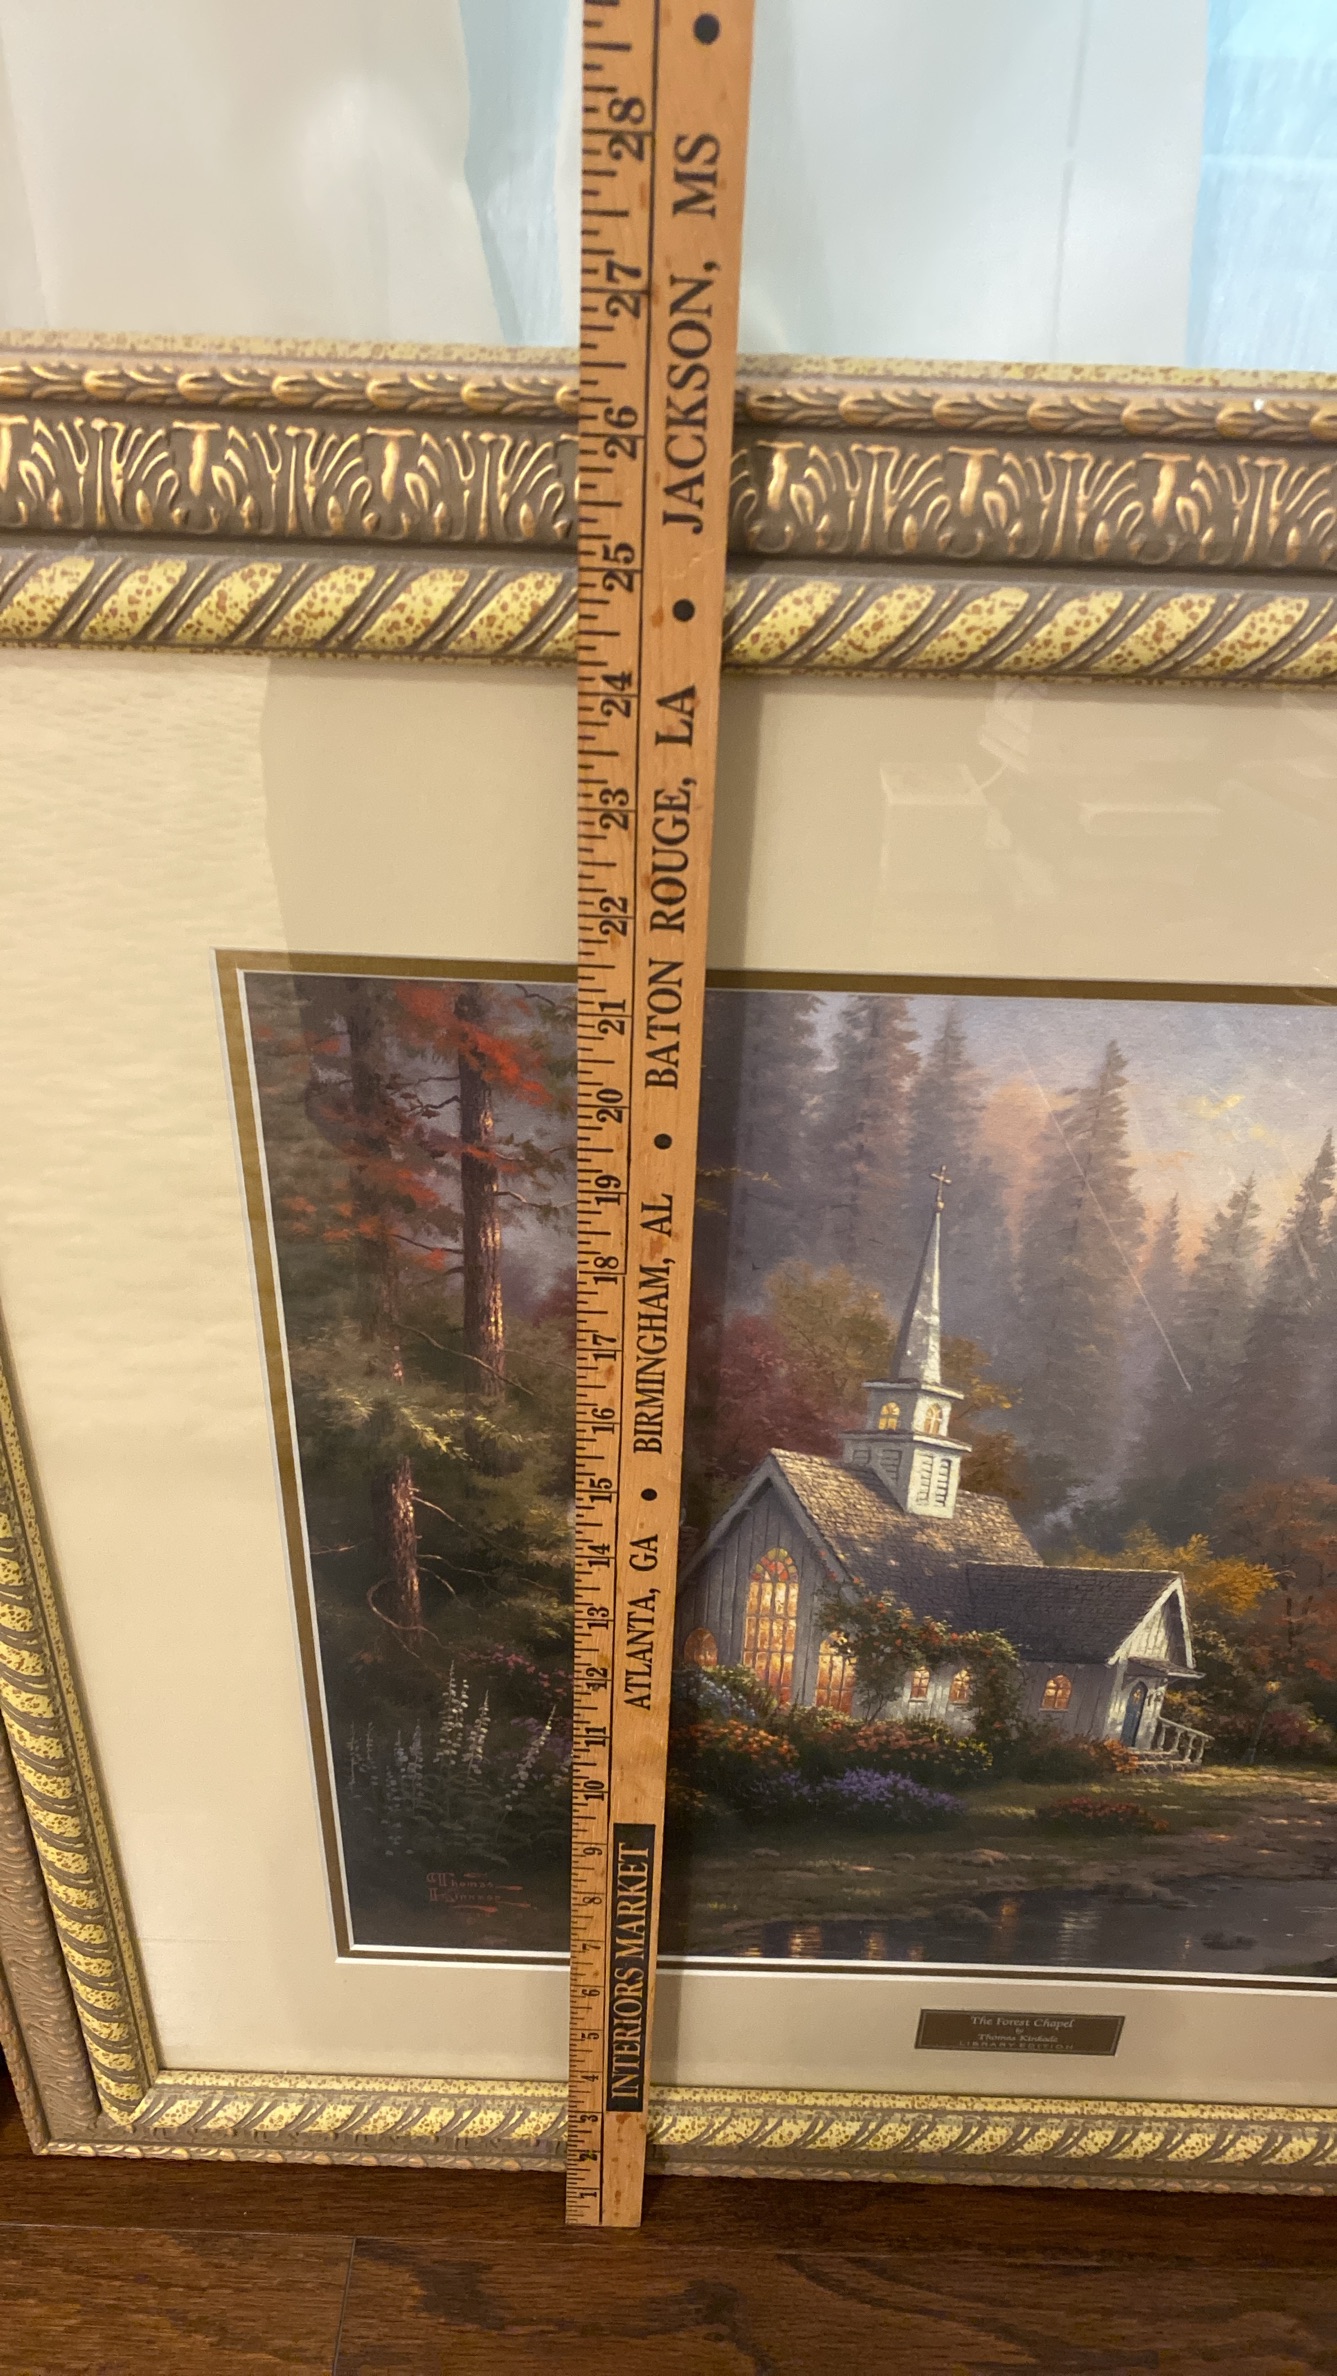 INTERIORS MARKET ATLANTA, GA • BIRMINGHAM, AL • BATON ROUGE, LA • JACKSON, MS •
1 2 3 4 5 6 7 8 9 10 11 12 13 14 15 16 17 18 19 20 21 22 23 24 25 26 27 28
Thomas
The Forest Chapel
by
Thomas Kinkade
LIBRARY EDITION